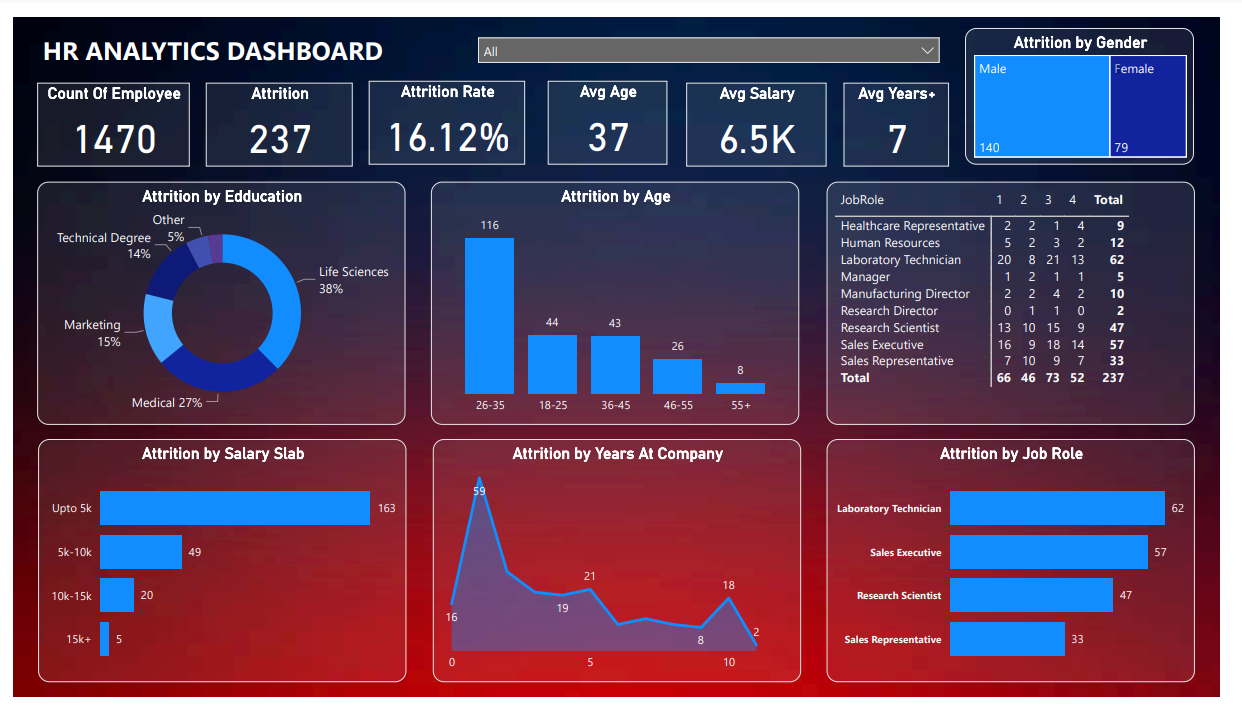 HR ANALYTICS DASHBOARD
All
Count Of Employee
1470
Attrition
237
Attrition Rate
16.12%
Avg Age
37
Avg Salary
6.5K
Avg Years+
7
Attrition by Gender
Male
140
Female
79
Attrition by Edducation
Other
5%
Technical Degree
14%
Life Sciences
38%
Marketing
15%
Medical 27%
Attrition by Age
116
44
43
26
8
26-35 18-25 36-45 46-55 55+
JobRole 1 2 3 4 Total
Healthcare Representative 2 2 1 4 9
Human Resources 5 2 3 2 12
Laboratory Technician 20 8 21 13 62
Manager 1 2 1 1 5
Manufacturing Director 2 2 4 2 10
Research Director 0 1 1 0 2
Research Scientist 13 10 15 9 47
Sales Executive 16 9 18 14 57
Sales Representative 7 10 9 7 33
Total 66 46 73 52 237
Attrition by Salary Slab
Upto 5k 163
5k-10k 49
10k-15k 20
15k+ 5
Attrition by Years At Company
59
16
19
21
8
18
2
0 5 10
Attrition by Job Role
Laboratory Technician 62
Sales Executive 57
Research Scientist 47
Sales Representative 33